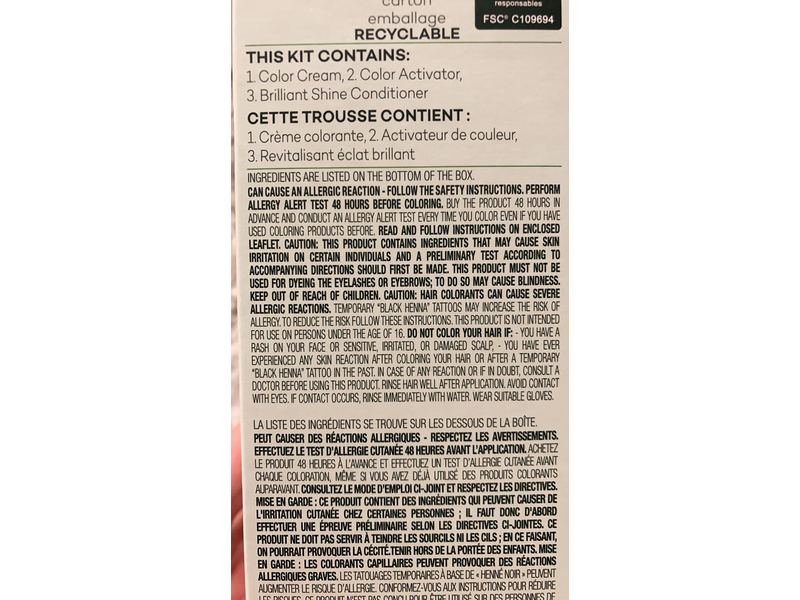 carton
responsables
emballage
FSC® C109694
RECYCLABLE
THIS KIT CONTAINS:
1. Color Cream, 2. Color Activator,
3. Brilliant Shine Conditioner
CETTE TROUSSE CONTIENT :
1. Crème colorante, 2. Activateur de couleur,
3. Revitalisant éclat brillant
INGREDIENTS ARE LISTED ON THE BOTTOM OF THE BOX.
CAN CAUSE AN ALLERGIC REACTION - FOLLOW THE SAFETY INSTRUCTIONS. PERFORM
ALLERGY ALERT TEST 48 HOURS BEFORE COLORING. BUY THE PRODUCT 48 HOURS IN
ADVANCE AND CONDUCT AN ALLERGY ALERT TEST EVERY TIME YOU COLOR EVEN IF YOU HAVE
USED COLORING PRODUCTS BEFORE. READ AND FOLLOW INSTRUCTIONS ON ENCLOSED
LEAFLET. CAUTION: THIS PRODUCT CONTAINS INGREDIENTS THAT MAY CAUSE SKIN
IRRITATION ON CERTAIN INDIVIDUALS AND A PRELIMINARY TEST ACCORDING TO
ACCOMPANYING DIRECTIONS SHOULD FIRST BE MADE. THIS PRODUCT MUST NOT BE
USED FOR DYEING THE EYELASHES OR EYEBROWS; TO DO SO MAY CAUSE BLINDNESS.
KEEP OUT OF REACH OF CHILDREN. CAUTION: HAIR COLORANTS CAN CAUSE SEVERE
ALLERGIC REACTIONS. TEMPORARY "BLACK HENNA" TATTOOS MAY INCREASE THE RISK OF
ALLERGY. TO REDUCE THE RISK FOLLOW THESE INSTRUCTIONS. THIS PRODUCT IS NOT INTENDED
FOR USE ON PERSONS UNDER THE AGE OF 16. DO NOT COLOR YOUR HAIR IF: - YOU HAVE A
RASH ON YOUR FACE OR SENSITIVE, IRRITATED, OR DAMAGED SCALP, - YOU HAVE EVER
EXPERIENCED ANY SKIN REACTION AFTER COLORING YOUR HAIR OR AFTER A TEMPORARY
"BLACK HENNA" TATTOO IN THE PAST. IN CASE OF ANY REACTION OR IF IN DOUBT, CONSULT A
DOCTOR BEFORE USING THIS PRODUCT. RINSE HAIR WELL AFTER APPLICATION. AVOID CONTACT
WITH EYES. IF CONTACT OCCURS, RINSE IMMEDIATELY WITH WATER. WEAR SUITABLE GLOVES.
LA LISTE DES INGRÉDIENTS SE TROUVE SUR LES DESSOUS DE LA BOÎTE.
PEUT CAUSER DES RÉACTIONS ALLERGIQUES - RESPECTEZ LES AVERTISSEMENTS.
EFFECTUEZ LE TEST D'ALLERGIE CUTANÉE 48 HEURES AVANT L'APPLICATION. ACHETEZ
LE PRODUIT 48 HEURES À L'AVANCE ET EFFECTUEZ UN TEST D'ALLERGIE CUTANÉE AVANT
CHAQUE COLORATION, MÊME SI VOUS AVEZ DÉJÀ UTILISÉ DES PRODUITS COLORANTS
AUPARAVANT. CONSULTEZ LE MODE D'EMPLOI CI-JOINT ET RESPECTEZ LES DIRECTIVES.
MISE EN GARDE : CE PRODUIT CONTIENT DES INGRÉDIENTS QUI PEUVENT CAUSER DE
L'IRRITATION CUTANÉE CHEZ CERTAINES PERSONNES ; IL FAUT DONC D'ABORD
EFFECTUER UNE ÉPREUVE PRÉLIMINAIRE SELON LES DIRECTIVES CI-JOINTES. CE
PRODUIT NE DOIT PAS SERVIR À TEINDRE LES SOURCILS NI LES CILS ; EN CE FAISANT,
ON POURRAIT PROVOQUER LA CÉCITÉ.TENIR HORS DE LA PORTÉE DES ENFANTS. MISE
EN GARDE : LES COLORANTS CAPILLAIRES PEUVENT PROVOQUER DES RÉACTIONS
ALLERGIQUES GRAVES. LES TATOUAGES TEMPORAIRES À BASE DE « HENNÉ NOIR » PEUVENT
AUGMENTER LE RISQUE D'ALLERGIE. CONFORMEZ-VOUS AUX INSTRUCTIONS POUR RÉDUIRE
LES RISQUES. CE PRODUIT N'EST PAS CONÇU POUR ÊTRE UTILISÉ SUR DES PERSONNES DE